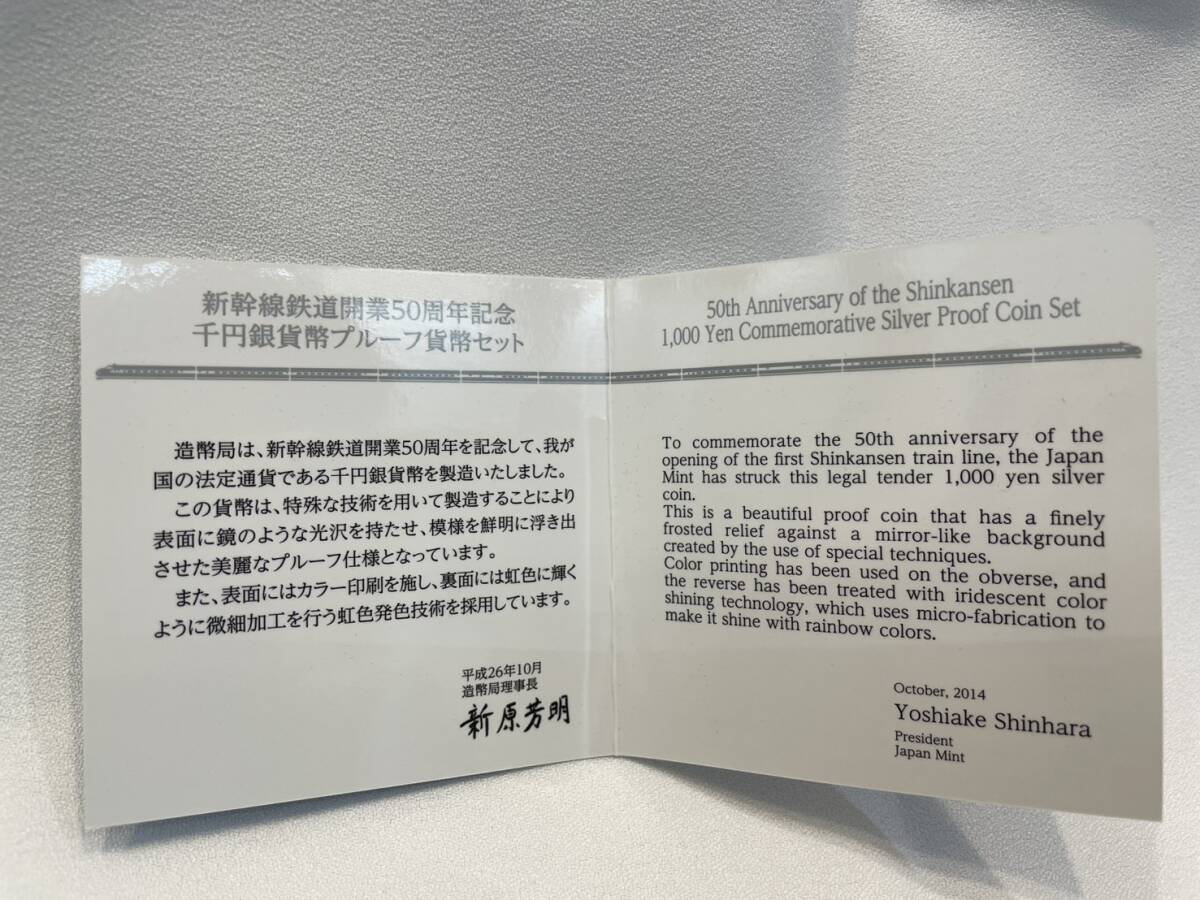 新幹線鉄道開業50周年記念
千円銀貨幣プルーフ貨幣セット
造幣局は、新幹線鉄道開業50周年を記念して、我が
国の法定通貨である千円銀貨幣を製造いたしました。
この貨幣は、特殊な技術を用いて製造することにより
表面に鏡のような光沢を持たせ、模様を鮮明に浮き出
させた美麗なプルーフ仕様となっています。
また、表面にはカラー印刷を施し、裏面には虹色に輝く
ように微細加工を行う虹色発色技術を採用しています。
平成26年10月
造幣局理事長
新原芳明
50th Anniversary of the Shinkansen
1,000 Yen Commemorative Silver Proof Coin Set
To commemorate the 50th anniversary of the
opening of the first Shinkansen train line, the Japan
Mint has struck this legal tender 1,000 yen silver
coin.
This is a beautiful proof coin that has a finely
frosted relief against a mirror-like background
created by the use of special techniques.
Color printing has been used on the obverse, and
the reverse has been treated with iridescent color
shining technology, which uses micro-fabrication to
make it shine with rainbow colors.
October, 2014
Yoshiake Shinhara
President
Japan Mint